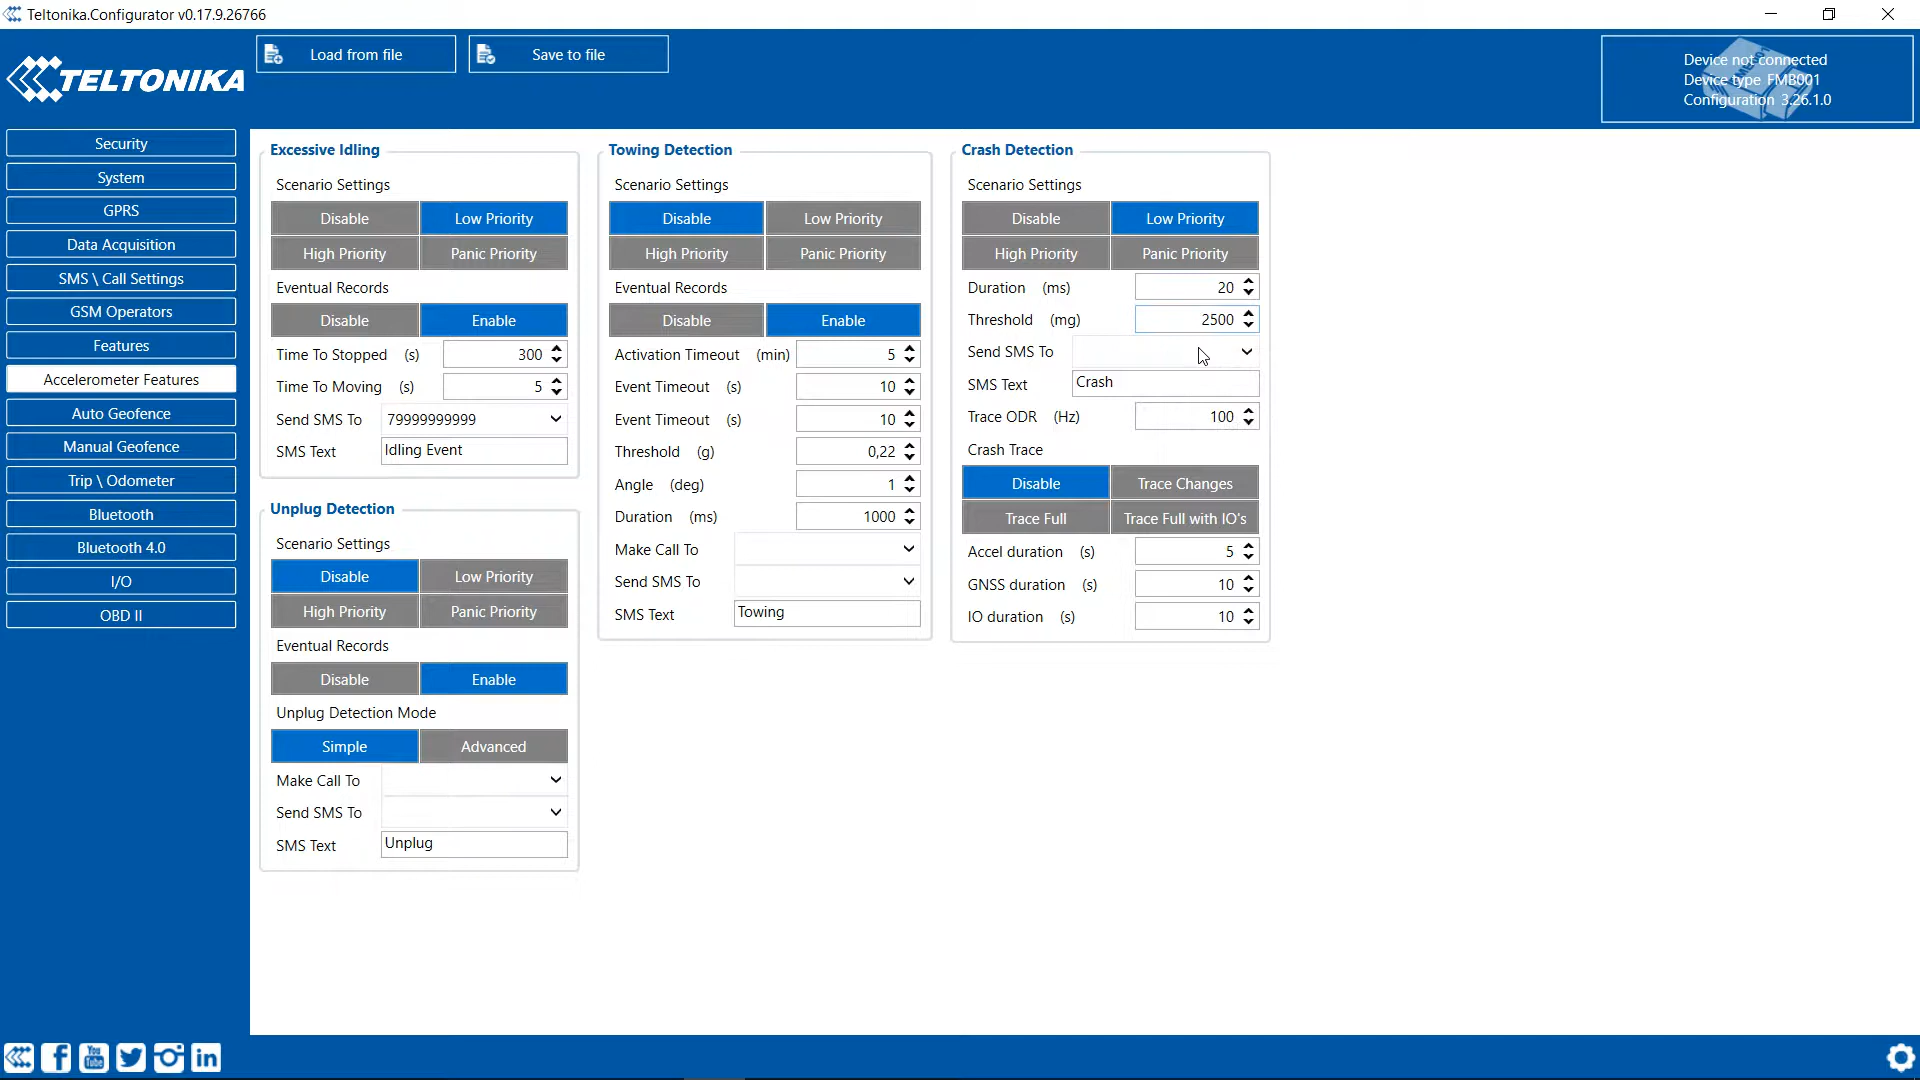 Teltonika.Configurator v0.17.9.26766
Load from file
Save to file
TELTONIKA
Device not connected
Device type FMB001
Configuration 3.26.1.0
Security
System
GPRS
Data Acquisition
SMS \ Call Settings
GSM Operators
Features
Accelerometer Features
Auto Geofence
Manual Geofence
Trip \ Odometer
Bluetooth
Bluetooth 4.0
I/O
OBD II
Excessive Idling
Scenario Settings
Disable Low Priority
High Priority Panic Priority
Eventual Records
Disable Enable
Time To Stopped (s) 300
Time To Moving (s) 5
Send SMS To 79999999999
SMS Text Idling Event
Unplug Detection
Scenario Settings
Disable Low Priority
High Priority Panic Priority
Eventual Records
Disable Enable
Unplug Detection Mode
Simple Advanced
Make Call To
Send SMS To
SMS Text Unplug
Towing Detection
Scenario Settings
Disable Low Priority
High Priority Panic Priority
Eventual Records
Disable Enable
Activation Timeout (min) 5
Event Timeout (s) 10
Event Timeout (s) 10
Threshold (g) 0,22
Angle (deg) 1
Duration (ms) 1000
Make Call To
Send SMS To
SMS Text Towing
Crash Detection
Scenario Settings
Disable Low Priority
High Priority Panic Priority
Duration (ms) 20
Threshold (mg) 2500
Send SMS To
SMS Text Crash
Trace ODR (Hz) 100
Crash Trace
Disable Trace Changes
Trace Full Trace Full with IO's
Accel duration (s) 5
GNSS duration (s) 10
IO duration (s) 10
You
Tube